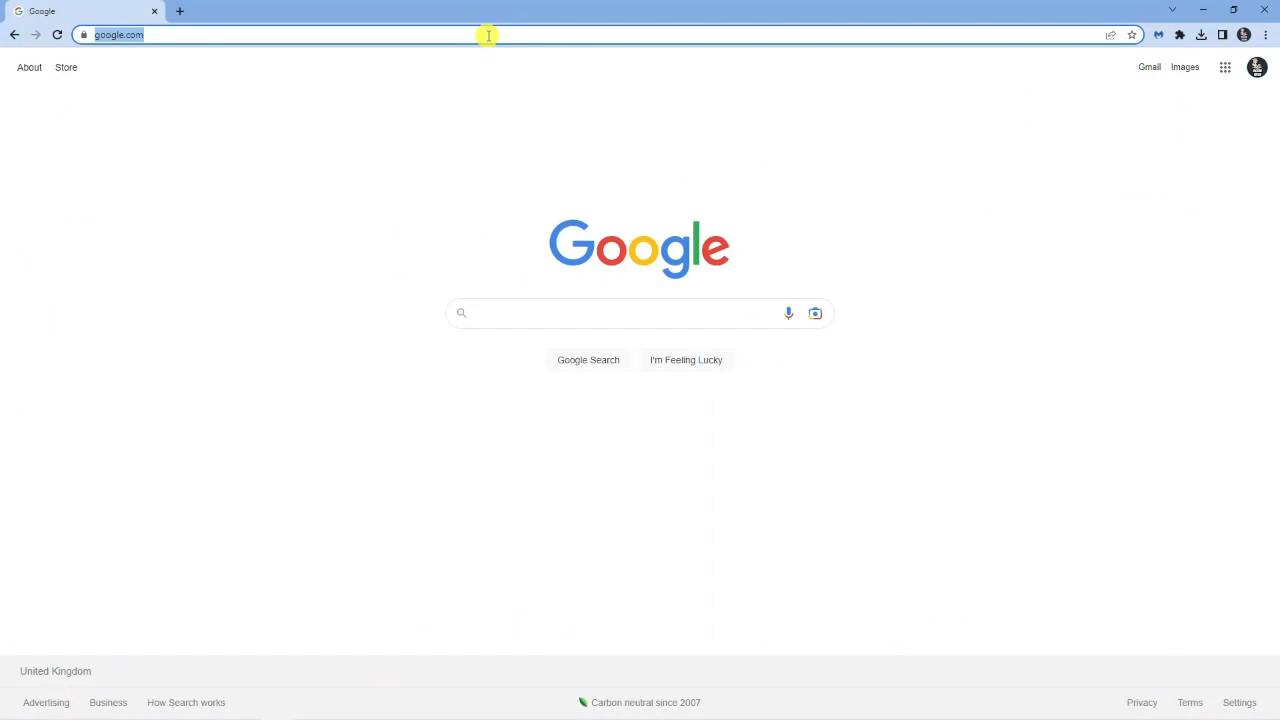 Google
google.com
About Store
Gmail Images
Google
Google Search I'm Feeling Lucky
United Kingdom
Advertising Business How Search works
Carbon neutral since 2007
Privacy Terms Settings